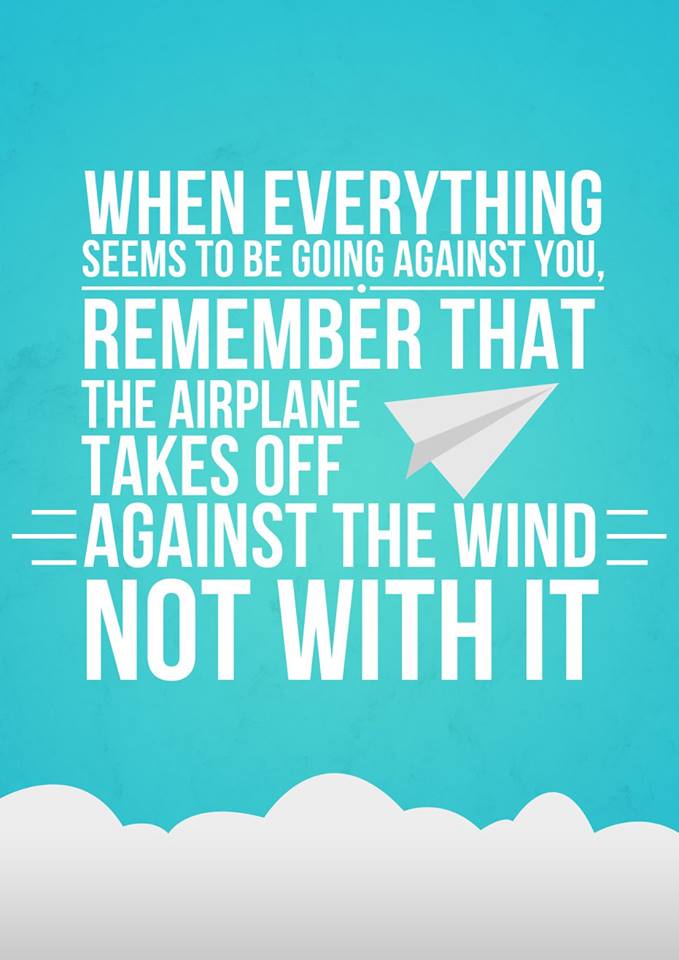 WHEN EVERYTHING
SEEMS TO BE GOING AGAINST YOU,
REMEMBER THAT
THE AIRPLANE
TAKES OFF
AGAINST THE WIND
NOT WITH IT